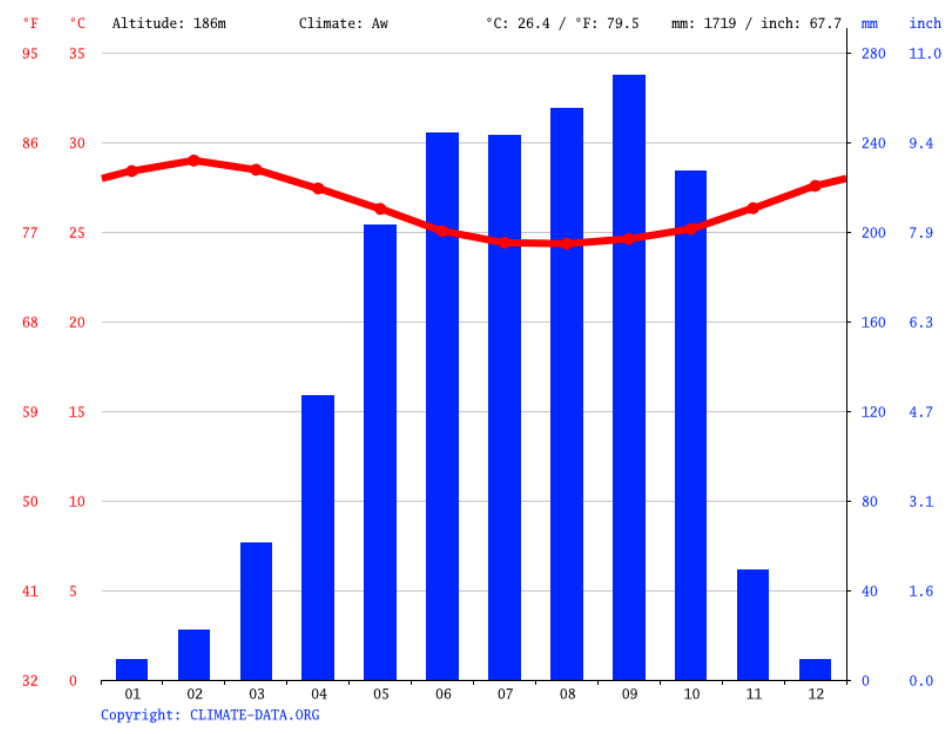 °F °C Altitude: 186m Climate: Aw °C: 26.4 / °F: 79.5 mm: 1719 / inch: 67.7 mm inch
95 35 280 11.0
86 30 240 9.4
77 25 200 7.9
68 20 160 6.3
59 15 120 4.7
50 10 80 3.1
41 5 40 1.6
32 0 0 0.0
01 02 03 04 05 06 07 08 09 10 11 12
Copyright: CLIMATE-DATA.ORG